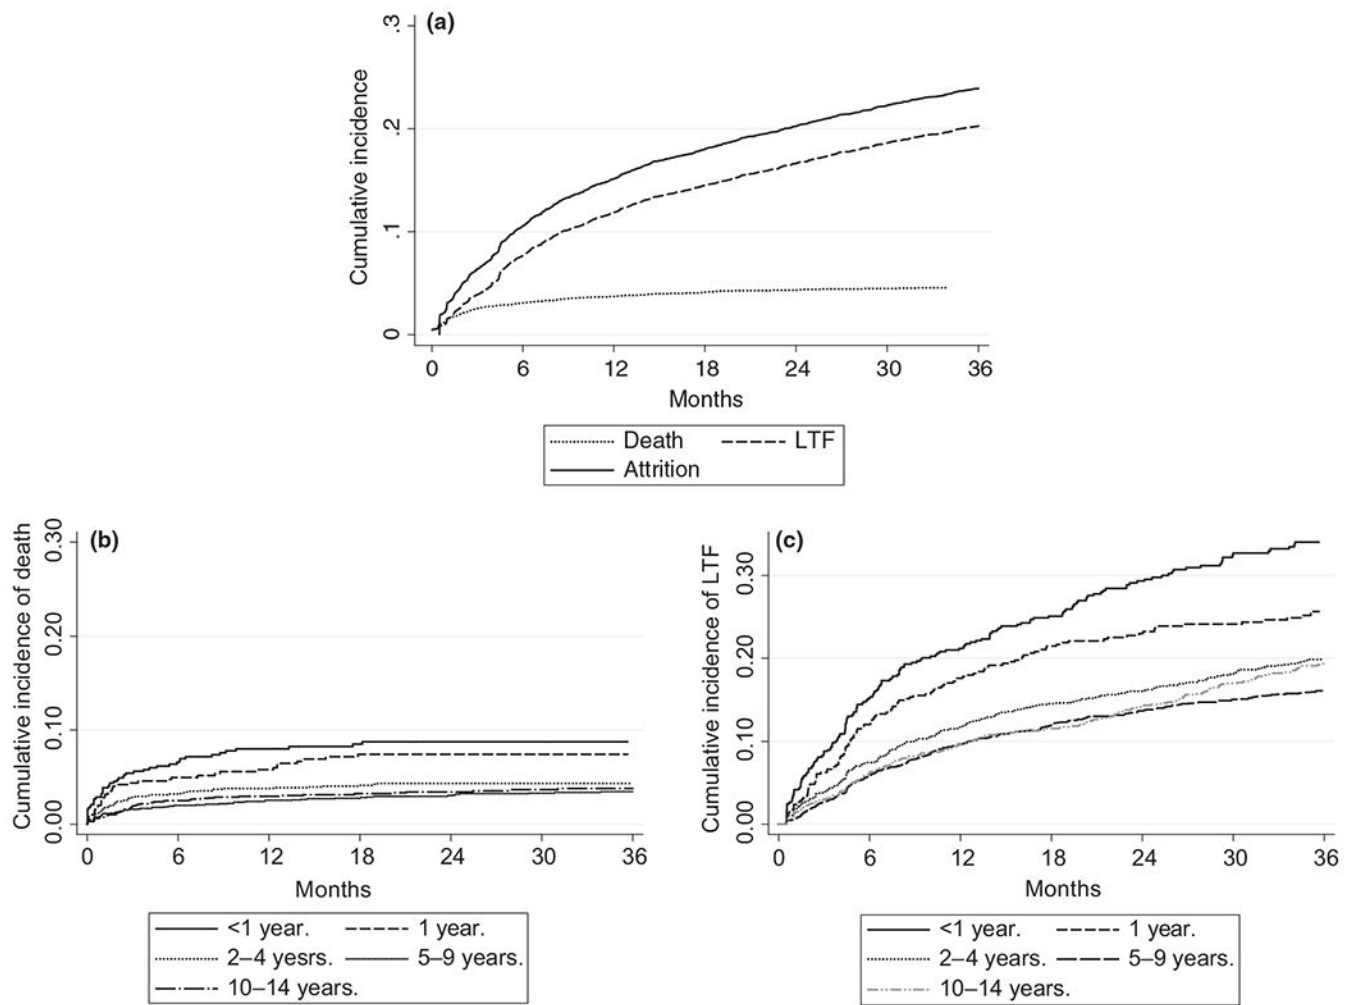 (a)
Cumulative incidence
.3
.2
.1
0
0 6 12 18 24 30 36
Months
Death LTF
Attrition
(b)
Cumulative incidence of death
0.30
0.20
0.10
0.00
0 6 12 18 24 30 36
Months
<1 year. 1 year.
2–4 yesrs. 5–9 years.
10–14 years.
(c)
Cumulative incidence of LTF
0.30
0.20
0.10
0.00
0 6 12 18 24 30 36
Months
<1 year. 1 year.
2–4 years. 5–9 years.
10–14 years.